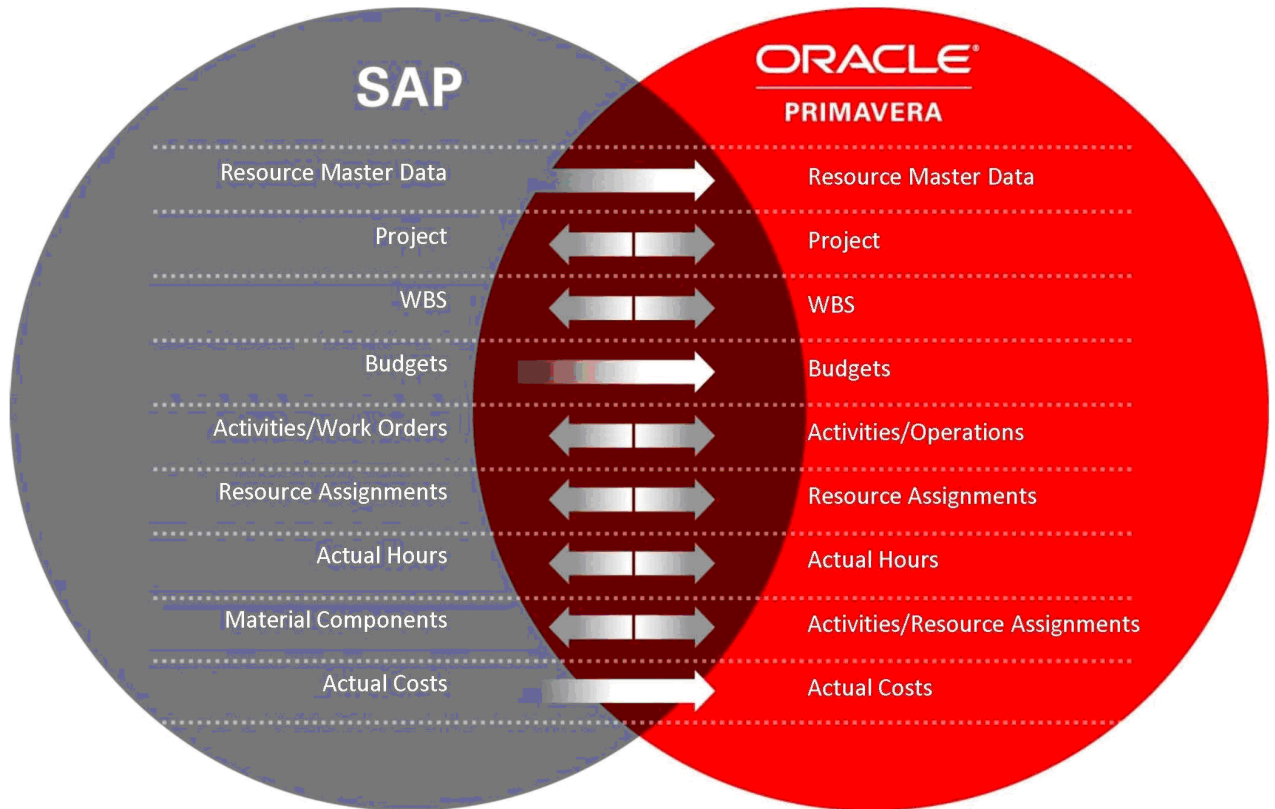 SAP
ORACLE®
PRIMAVERA
Resource Master Data
Resource Master Data
Project
Project
WBS
WBS
Budgets
Budgets
Activities/Work Orders
Activities/Operations
Resource Assignments
Resource Assignments
Actual Hours
Actual Hours
Material Components
Activities/Resource Assignments
Actual Costs
Actual Costs